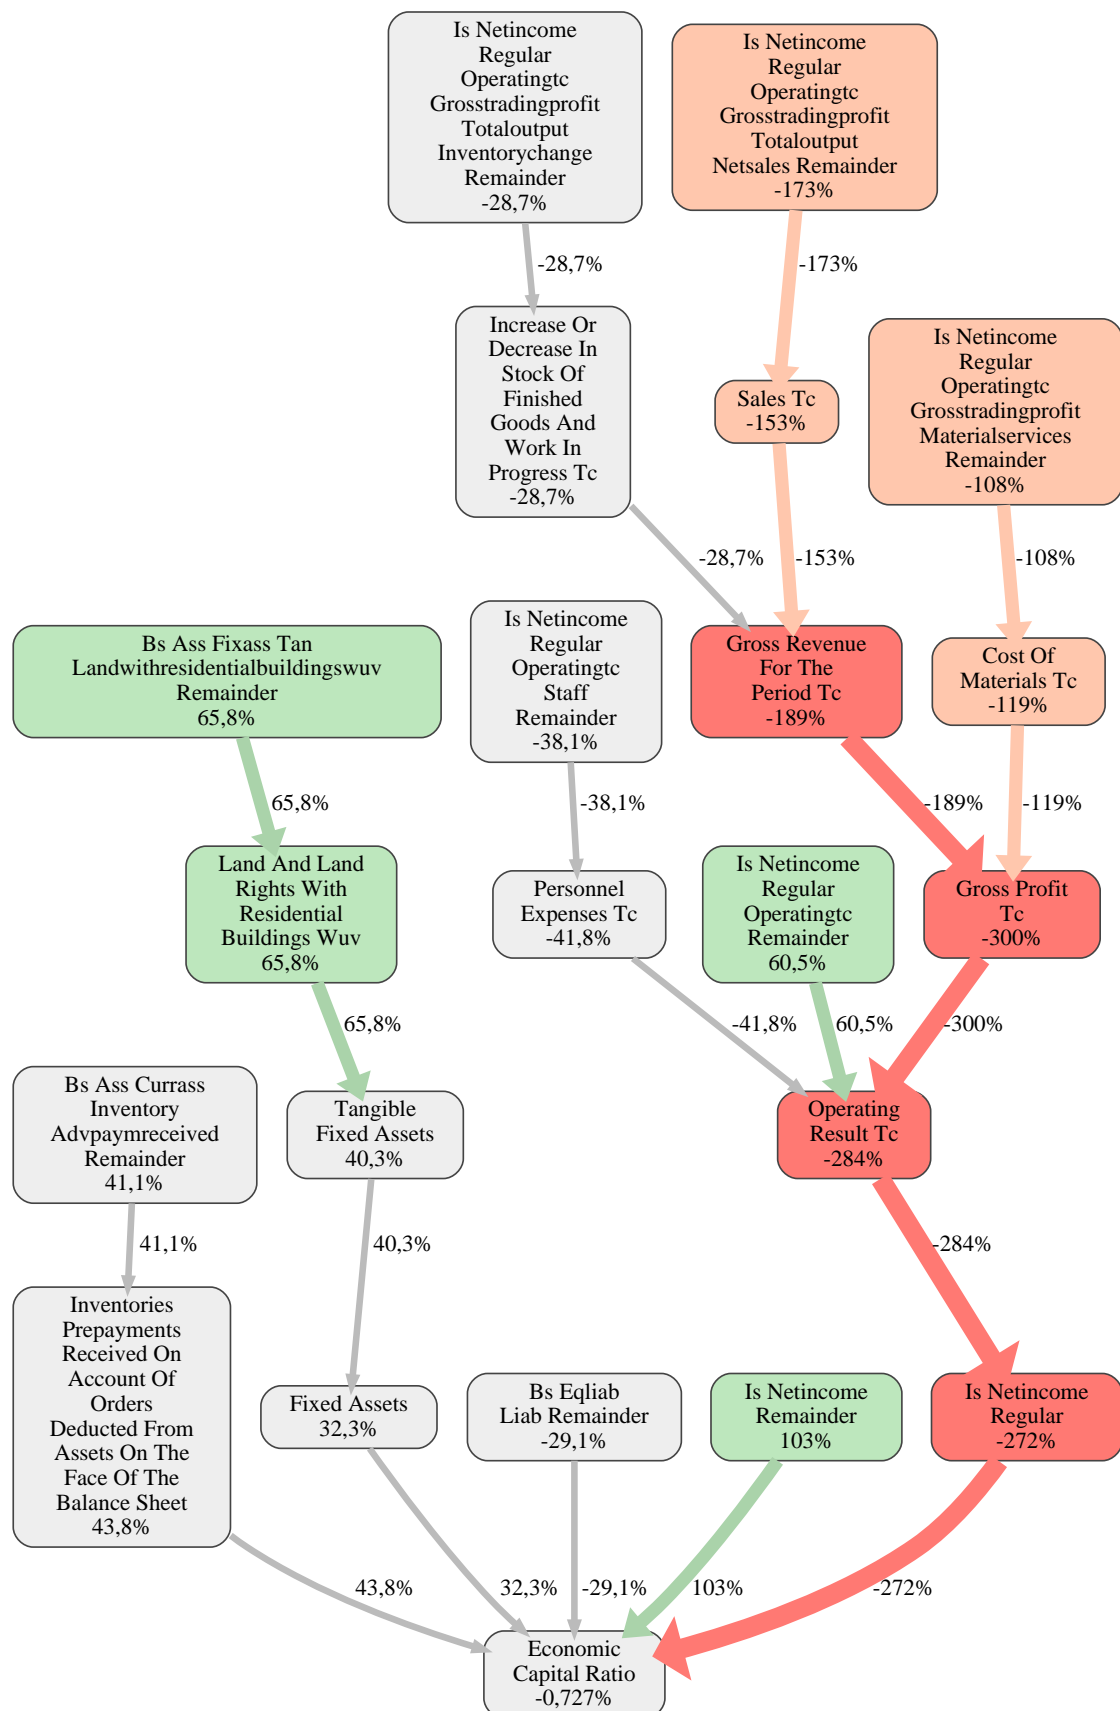 Is Netincome
Regular
Operatingtc
Grosstradingprofit
Totaloutput
Inventorychange
Remainder
-28,7%
Is Netincome
Regular
Operatingtc
Grosstradingprofit
Totaloutput
Netsales Remainder
-173%
-28,7%
-173%
Increase Or
Decrease In
Stock Of
Finished
Goods And
Work In
Progress Tc
-28,7%
Sales Tc
-153%
Is Netincome
Regular
Operatingtc
Grosstradingprofit
Materialservices
Remainder
-108%
-28,7%
-153%
-108%
Bs Ass Fixass Tan
Landwithresidentialbuildingswuv
Remainder
65,8%
Is Netincome
Regular
Operatingtc
Staff
Remainder
-38,1%
Gross Revenue
For The
Period Tc
-189%
Cost Of
Materials Tc
-119%
65,8%
-38,1%
-189%
-119%
Land And Land
Rights With
Residential
Buildings Wuv
65,8%
Personnel
Expenses Tc
-41,8%
Is Netincome
Regular
Operatingtc
Remainder
60,5%
Gross Profit
Tc
-300%
65,8%
-41,8%
60,5%
-300%
Bs Ass Currass
Inventory
Advpaymreceived
Remainder
41,1%
Tangible
Fixed Assets
40,3%
Operating
Result Tc
-284%
41,1%
40,3%
-284%
Inventories
Prepayments
Received On
Account Of
Orders
Deducted From
Assets On The
Face Of The
Balance Sheet
43,8%
Fixed Assets
32,3%
Bs Eqliab
Liab Remainder
-29,1%
Is Netincome
Remainder
103%
Is Netincome
Regular
-272%
43,8%
32,3%
-29,1%
103%
-272%
Economic
Capital Ratio
-0,727%